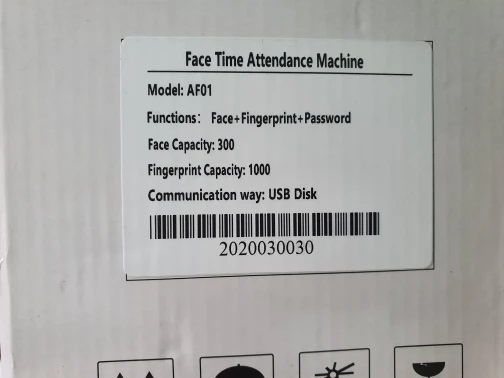 Face Time Attendance Machine
Model: AF01
Functions: Face+Fingerprint+Password
Face Capacity: 300
Fingerprint Capacity: 1000
Communication way: USB Disk
2020030030